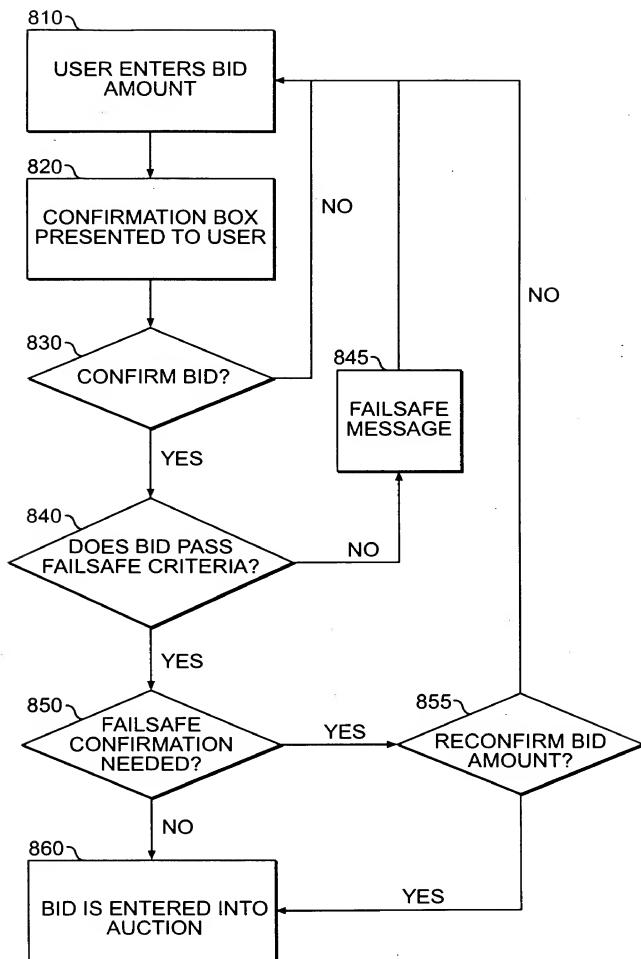 810
USER ENTERS BID
AMOUNT
820
CONFIRMATION BOX
PRESENTED TO USER
NO
NO
830
CONFIRM BID?
845
FAILSAFE
MESSAGE
YES
840
DOES BID PASS
FAILSAFE CRITERIA?
NO
YES
850
FAILSAFE
CONFIRMATION
NEEDED?
YES
855
RECONFIRM BID
AMOUNT?
NO
860
BID IS ENTERED INTO
AUCTION
YES